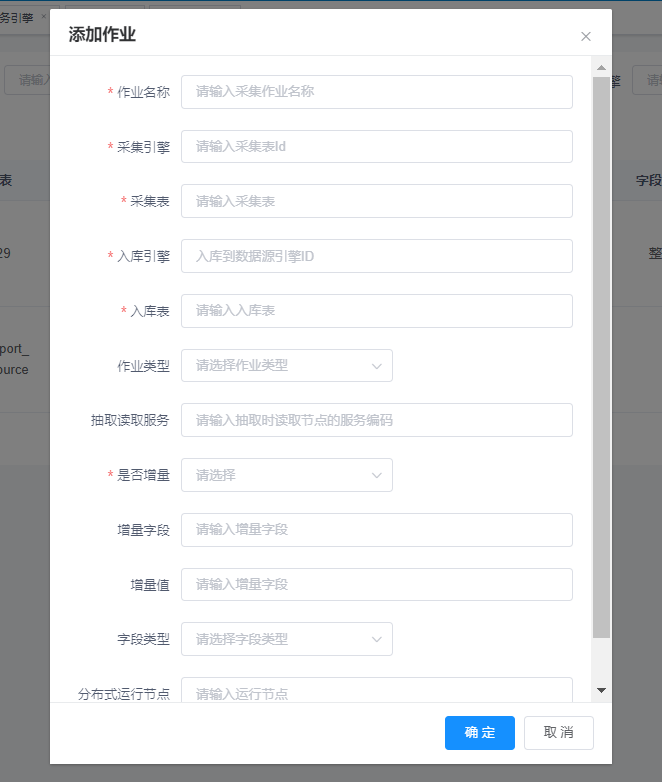 务引擎
添加作业
请输入
擎
请
* 作业名称
请输入采集作业名称
* 采集引擎
请输入采集表Id
表
字段
* 采集表
请输入采集表
29
整
* 入库引擎
入库到数据源引擎ID
* 入库表
请输入入库表
port_
ource
作业类型
请选择作业类型
抽取读取服务
请输入抽取时读取节点的服务编码
* 是否增量
请选择
增量字段
请输入增量字段
增量值
请输入增量字段
字段类型
请选择字段类型
分布式运行节点
请输入运行节点
确 定
取 消